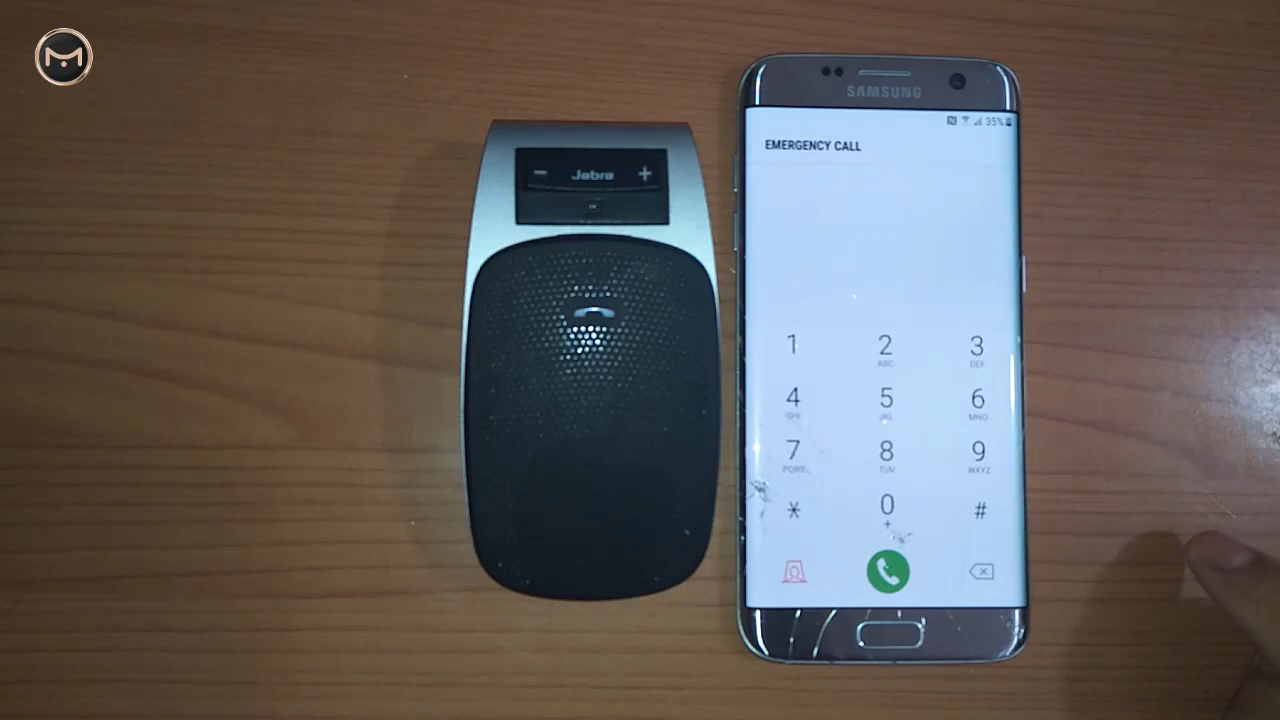 SAMSUNG
35%
EMERGENCY CALL
- Jabra +
1 2 3
ABC DEF
4 5 6
GHI JKL MNO
7 8 9
PQRS TUV WXYZ
* 0 #
+